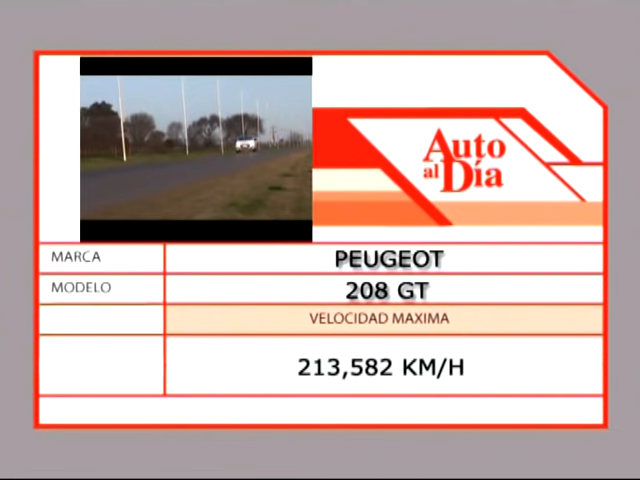 Auto
al Día
MARCA PEUGEOT
MODELO 208 GT
VELOCIDAD MAXIMA
213,582 KM/H